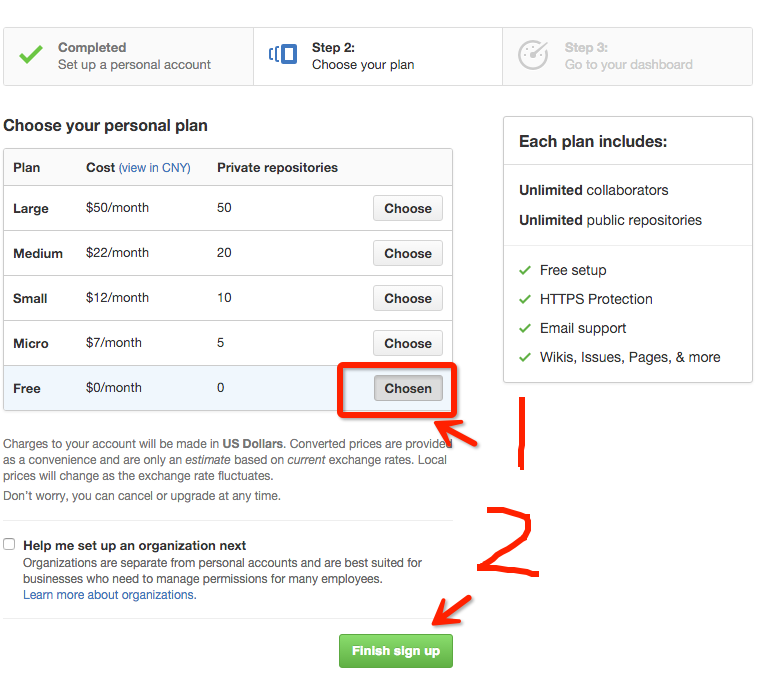 Completed
Set up a personal account
Step 2:
Choose your plan
Step 3:
Go to your dashboard
Choose your personal plan
Plan Cost (view in CNY) Private repositories
Large $50/month 50 Choose
Medium $22/month 20 Choose
Small $12/month 10 Choose
Micro $7/month 5 Choose
Free $0/month 0 Chosen
Charges to your account will be made in US Dollars. Converted prices are provided
as a convenience and are only an estimate based on current exchange rates. Local
prices will change as the exchange rate fluctuates.
Don't worry, you can cancel or upgrade at any time.
Help me set up an organization next
Organizations are separate from personal accounts and are best suited for
businesses who need to manage permissions for many employees.
Learn more about organizations.
Finish sign up
Each plan includes:
Unlimited collaborators
Unlimited public repositories
Free setup
HTTPS Protection
Email support
Wikis, Issues, Pages, & more
1
2